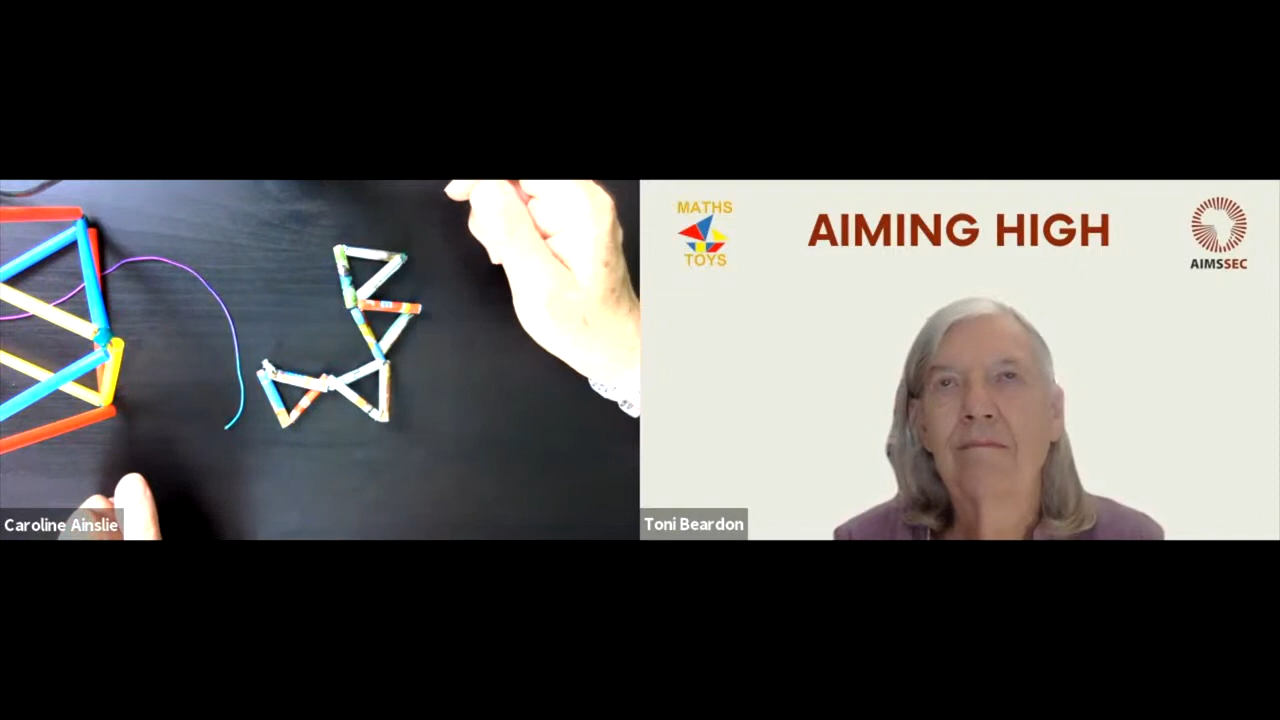 MATHS
TOYS
AIMING HIGH
AIMSSEC
Caroline Ainslie
Toni Beardon